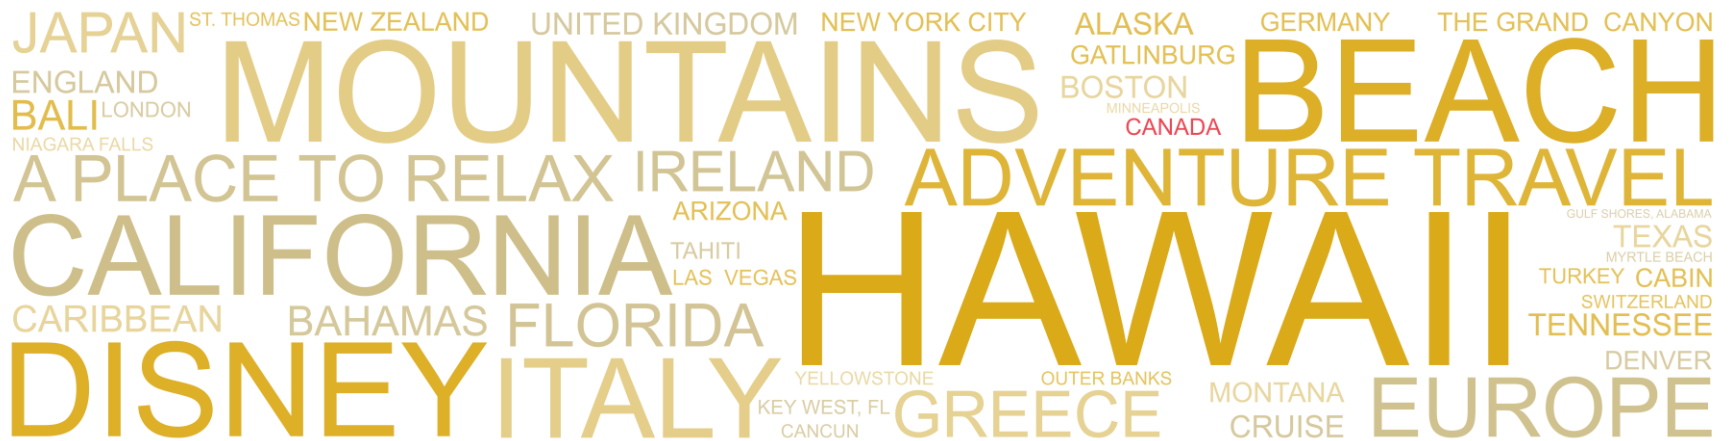 JAPAN
ST. THOMAS
NEW ZEALAND
UNITED KINGDOM
NEW YORK CITY
ALASKA
GERMANY
THE GRAND CANYON
MOUNTAINS
GATLINBURG
BEACH
ENGLAND
BOSTON
BALI
LONDON
MINNEAPOLIS
CANADA
NIAGARA FALLS
A PLACE TO RELAX
IRELAND
ADVENTURE TRAVEL
CALIFORNIA
ARIZONA
HAWAII
GULF SHORES, ALABAMA
TAHITI
TEXAS
MYRTLE BEACH
LAS VEGAS
TURKEY
CABIN
SWITZERLAND
CARIBBEAN
BAHAMAS
FLORIDA
TENNESSEE
DISNEY
ITALY
DENVER
YELLOWSTONE
OUTER BANKS
MONTANA
EUROPE
KEY WEST, FL
GREECE
CANCUN
CRUISE